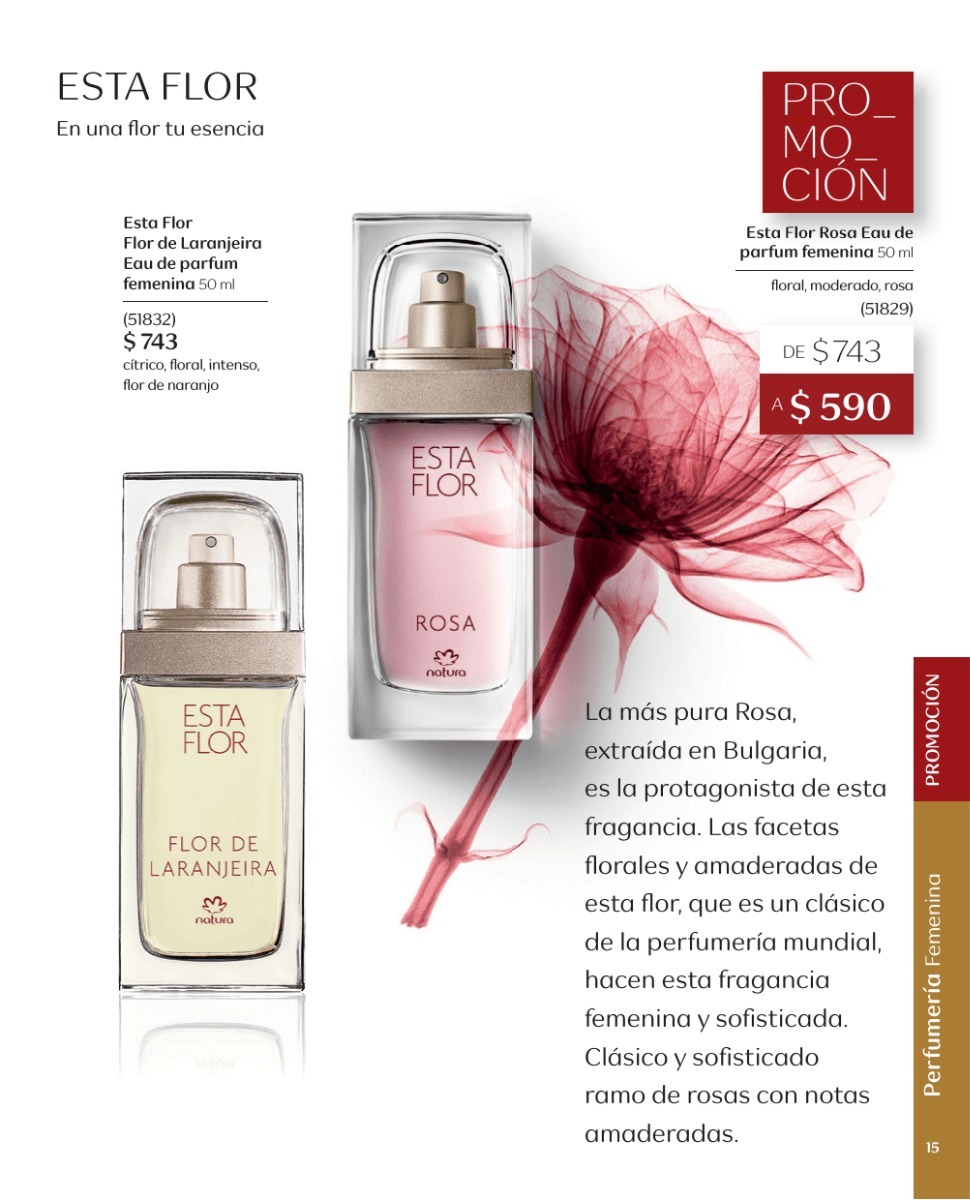 ESTA FLOR
En una flor tu esencia
PRO_
MO_
CIÓN
Esta Flor
Flor de Laranjeira
Eau de parfum
femenina 50 ml
(51832)
$ 743
cítrico, floral, intenso,
flor de naranjo
Esta Flor Rosa Eau de
parfum femenina 50 ml
floral, moderado, rosa
(51829)
DE $ 743
A $ 590
ESTA
FLOR
ROSA
natura
ESTA
FLOR
FLOR DE
LARANJEIRA
natura
La más pura Rosa,
extraída en Bulgaria,
es la protagonista de esta
fragancia. Las facetas
florales y amaderadas de
esta flor, que es un clásico
de la perfumería mundial,
hacen esta fragancia
femenina y sofisticada.
Clásico y sofisticado
ramo de rosas con notas
amaderadas.
PROMOCIÓN
Perfumería Femenina
15